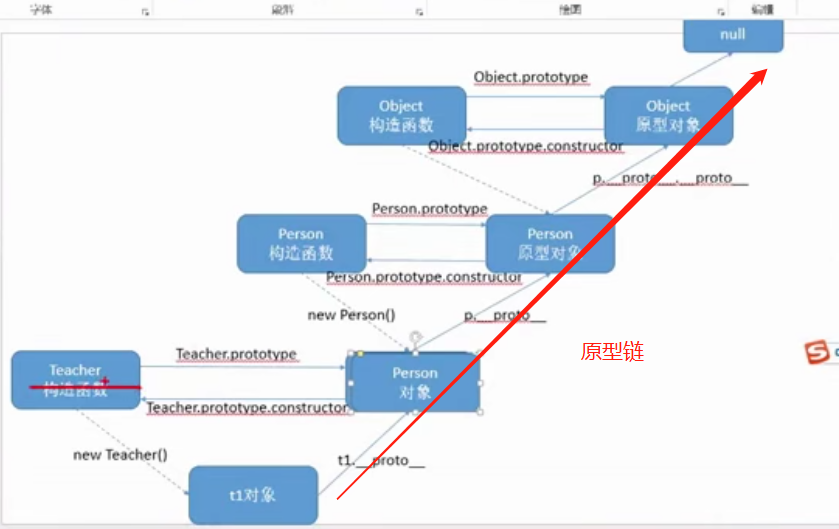 字体
段落
绘图
编辑
null
Object.prototype
Object
构造函数
Object
原型对象
Object.prototype.constructor
p.__proto__.__proto__
Person.prototype
Person
构造函数
Person
原型对象
Person.prototype.constructor
new Person()
p.__proto__
原型链
Teacher.prototype
Teacher
构造函数
Person
对象
Teacher.prototype.constructor
new Teacher()
t1.__proto__
t1对象